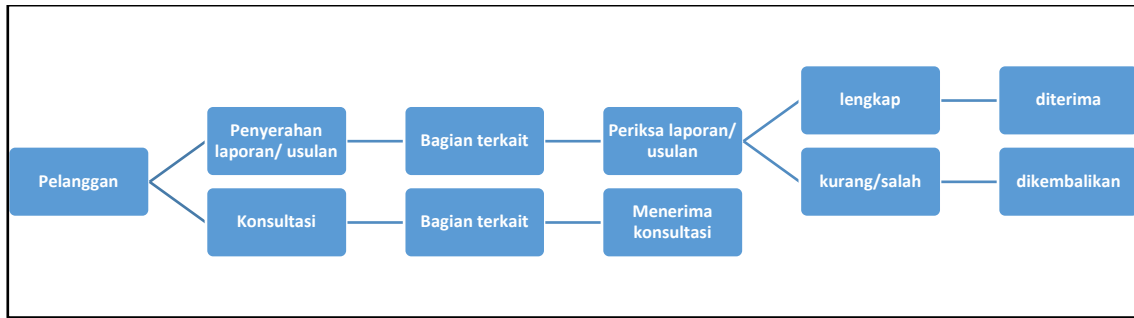 Pelanggan
Penyerahan
laporan/ usulan
Bagian terkait
Periksa laporan/
usulan
lengkap
diterima
kurang/salah
dikembalikan
Konsultasi
Bagian terkait
Menerima
konsultasi